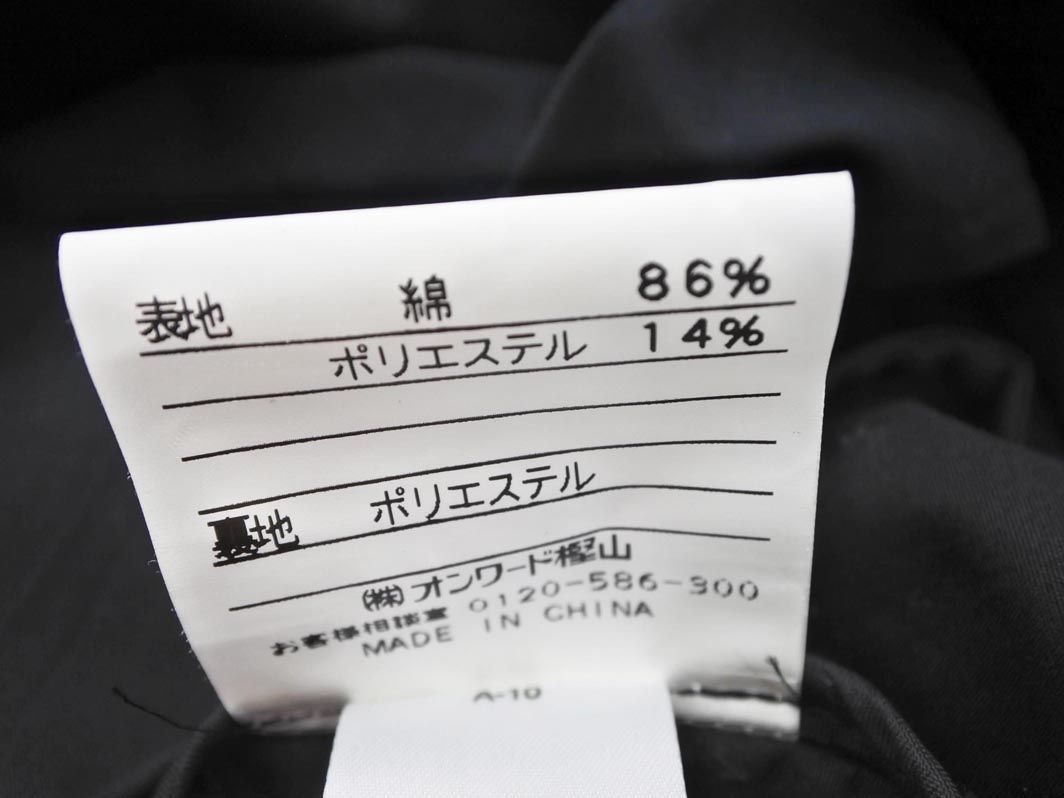 表地 綿 86%
ポリエステル 14%
裏地 ポリエステル
㈱オンワード樫山
お客様相談室 0120-586-300
MADE IN CHINA
A-10